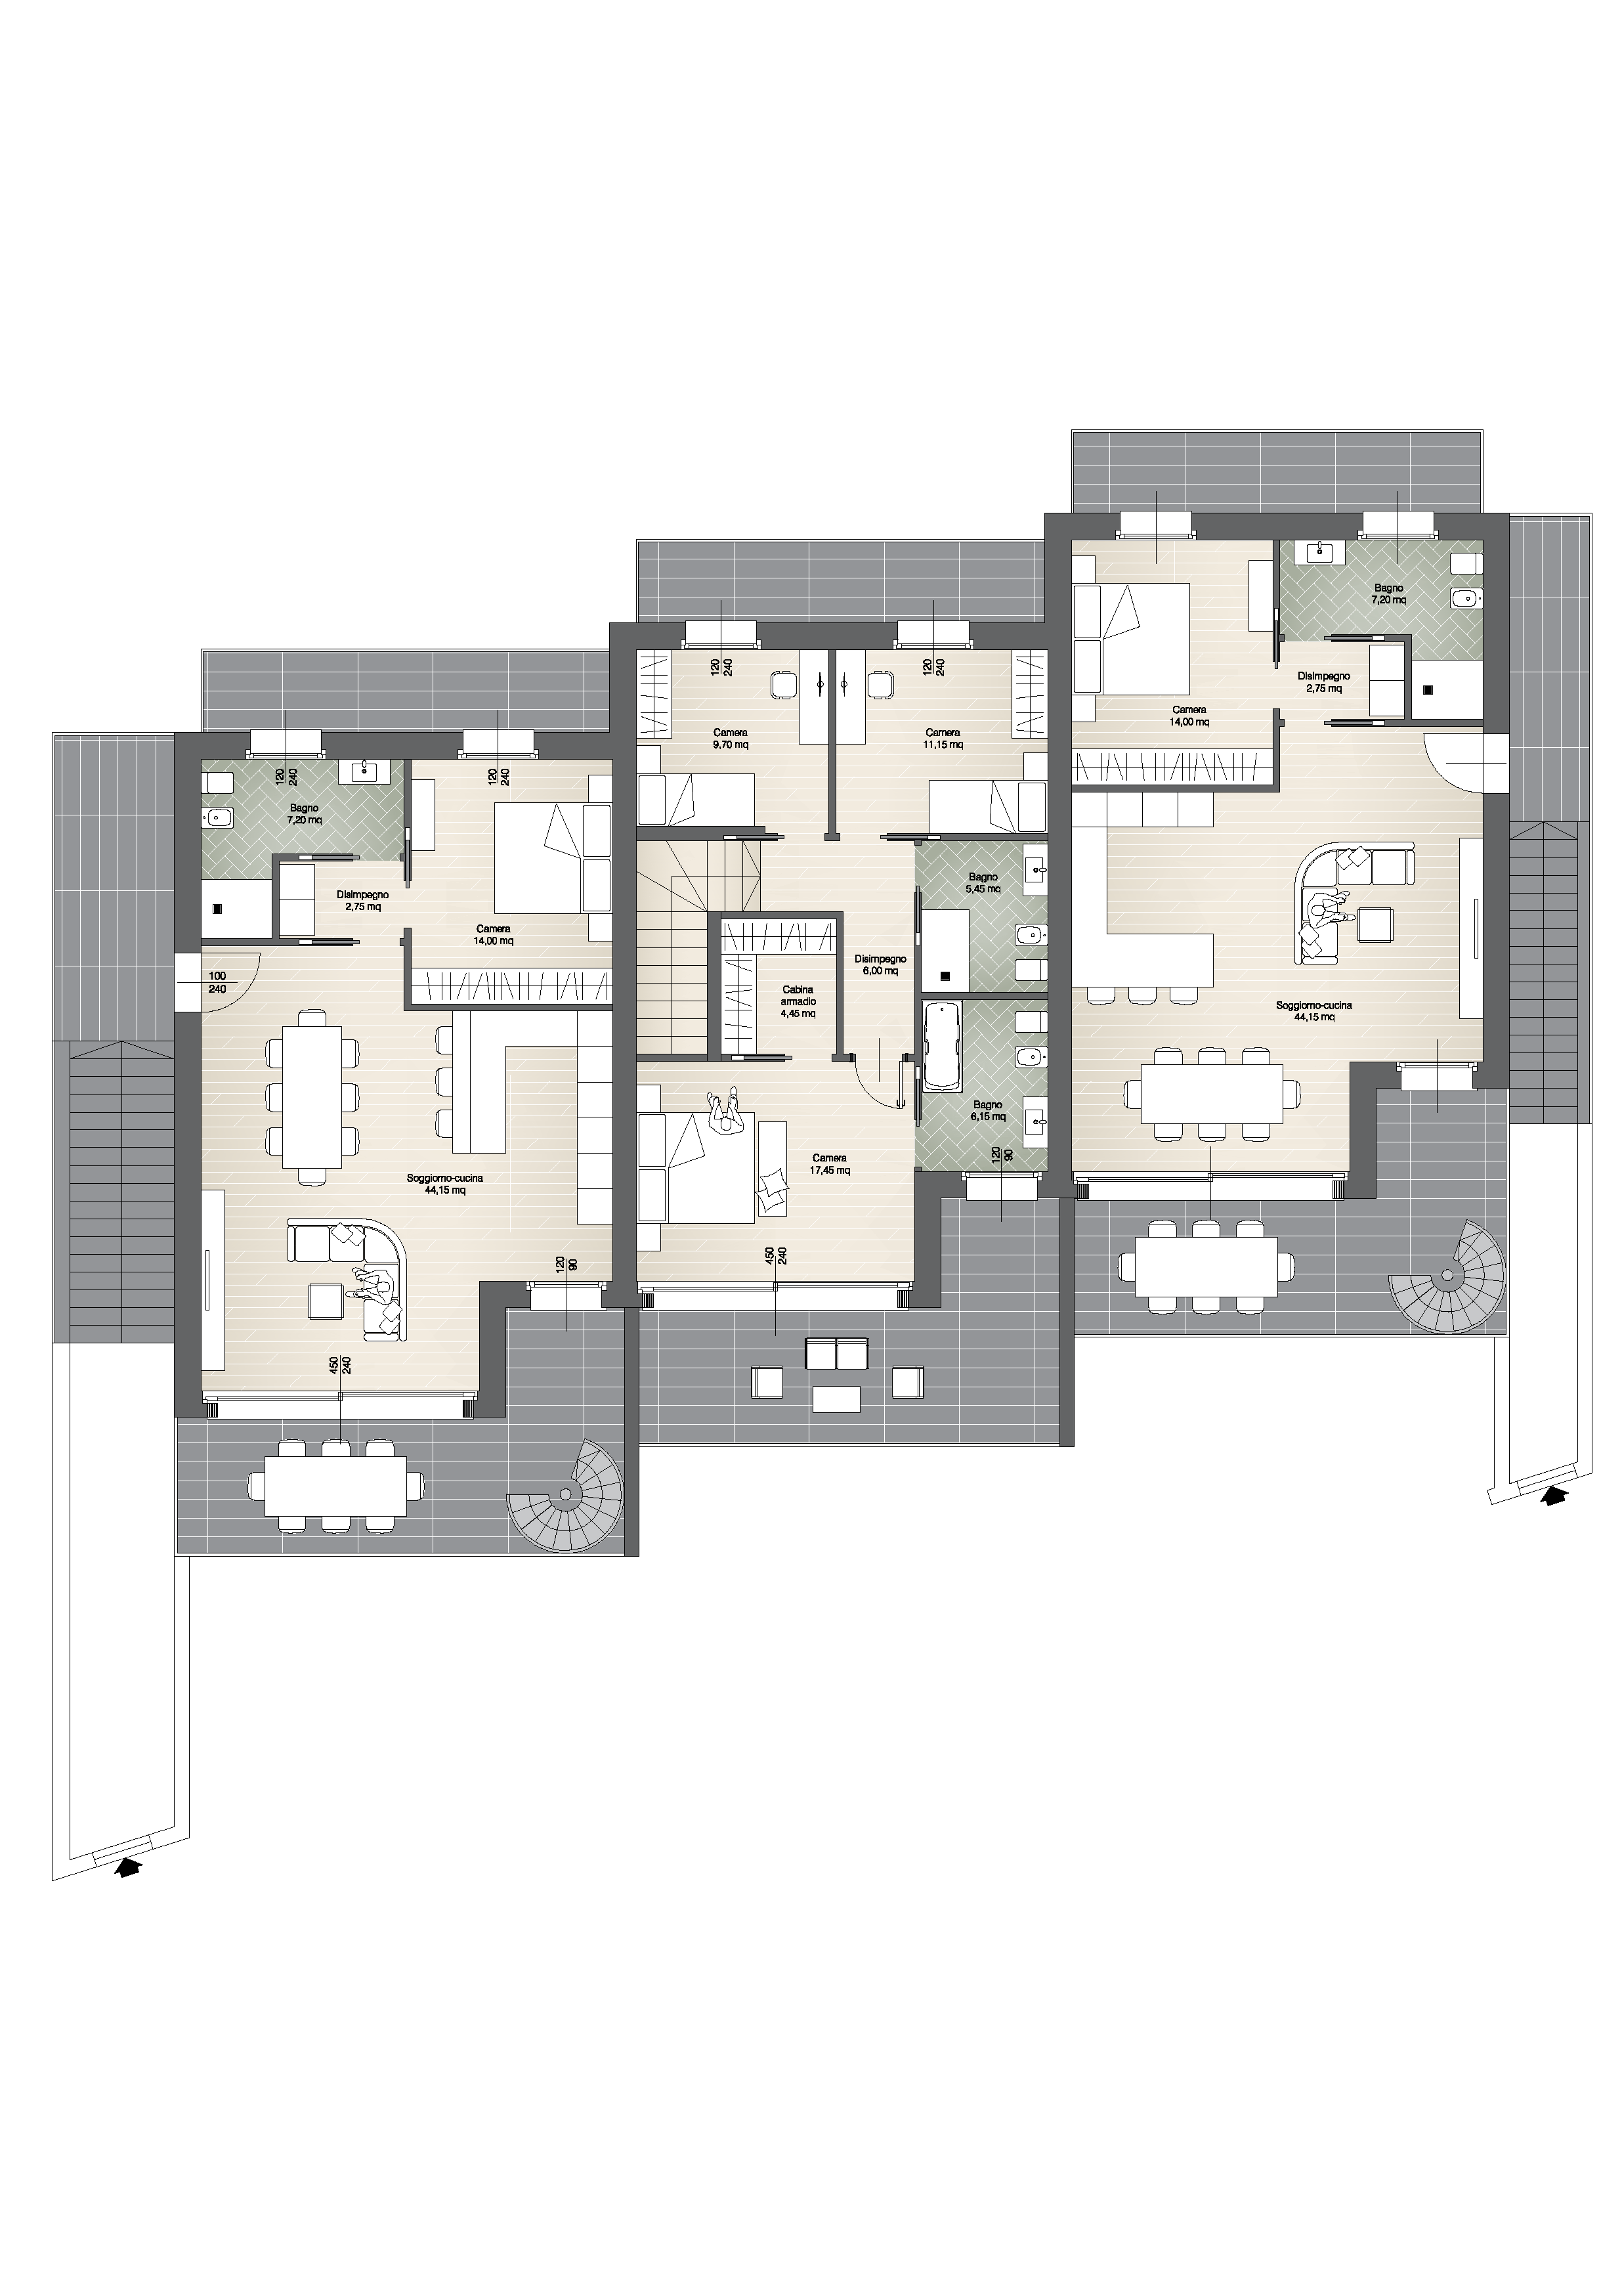 120
240
Bagno
7,20 mq
120
240
Disimpegno
2,75 mq
Camera
14,00 mq
100
240
Soggiorno-cucina
44,15 mq
120
90
450
240
120
240
Camera
9,70 mq
120
240
Camera
11,15 mq
Bagno
5,45 mq
Disimpegno
6,00 mq
Cabina
armadio
4,45 mq
Bagno
6,15 mq
120
90
Camera
17,45 mq
450
240
Bagno
7,20 mq
Disimpegno
2,75 mq
Camera
14,00 mq
Soggiorno-cucina
44,15 mq